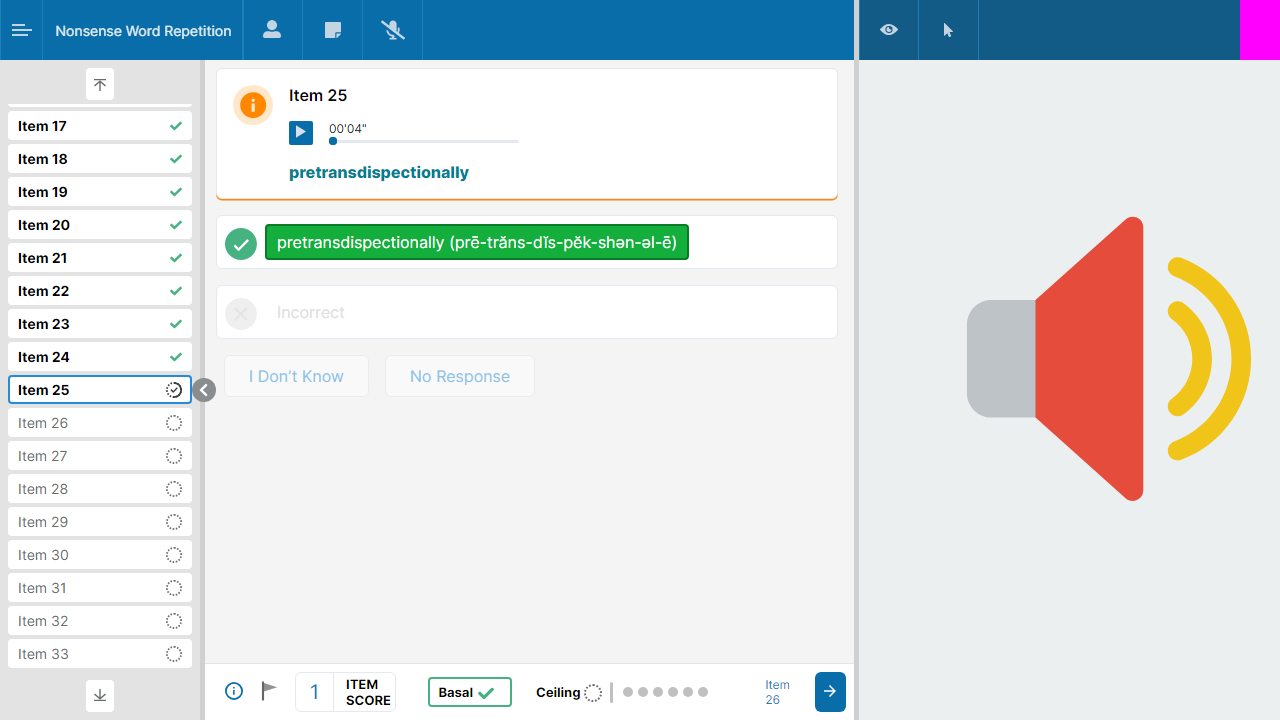 Nonsense Word Repetition
Item 17
Item 18
Item 19
Item 20
Item 21
Item 22
Item 23
Item 24
Item 25
Item 26
Item 27
Item 28
Item 29
Item 30
Item 31
Item 32
Item 33
Item 25
00'04"
pretransdispectionally
pretransdispectionally (prē-trăns-dĭs-pĕk-shən-əl-ē)
Incorrect
I Don’t Know
No Response
1
ITEM
SCORE
Basal
Ceiling
Item
26